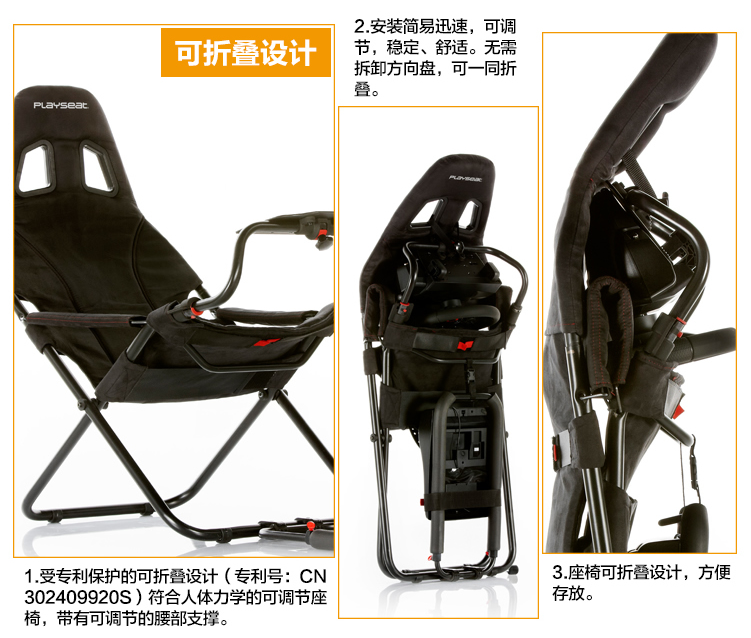 可折叠设计
PLAYSEAT
1.受专利保护的可折叠设计（专利号：CN
302409920S）符合人体力学的可调节座
椅，带有可调节的腰部支撑。
2.安装简易迅速，可调
节，稳定、舒适。无需
拆卸方向盘，可一同折
叠。
PLAYSEAT
3.座椅可折叠设计，方便
存放。